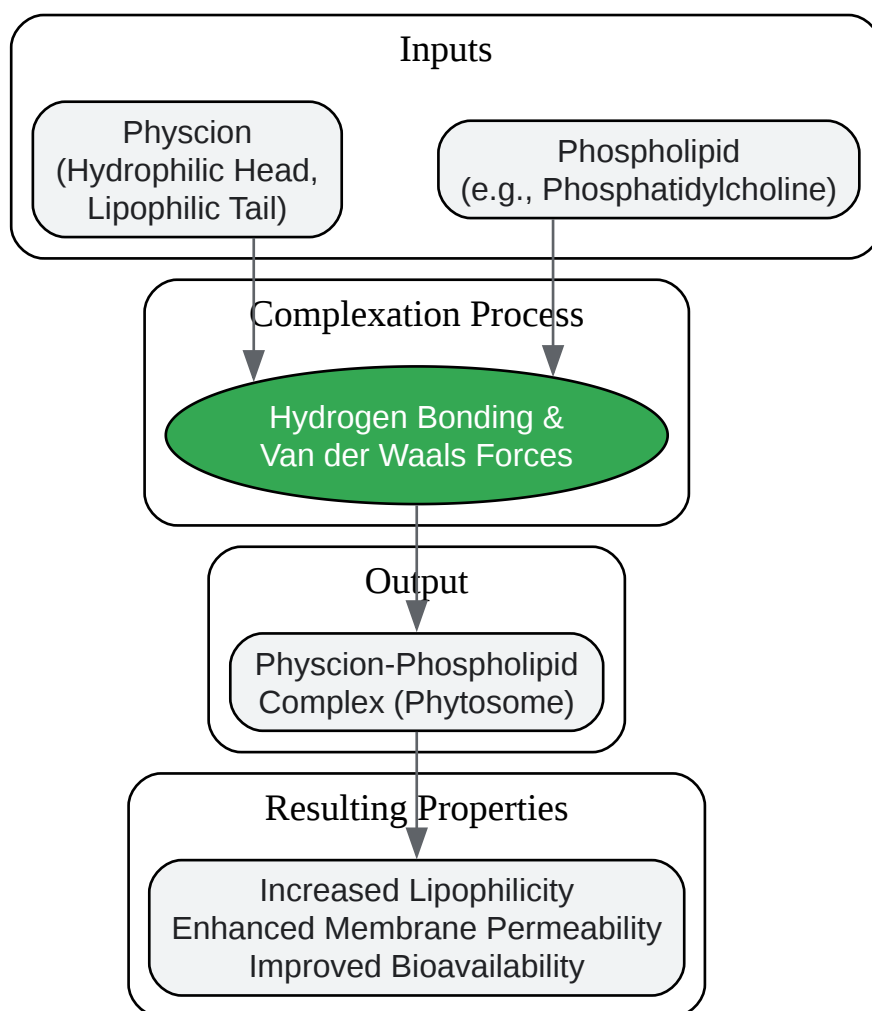 Inputs
Physcion
(Hydrophilic Head,
Lipophilic Tail)
Phospholipid
(e.g., Phosphatidylcholine)
Complexation Process
Hydrogen Bonding &
Van der Waals Forces
Output
Physcion-Phospholipid
Complex (Phytosome)
Resulting Properties
Increased Lipophilicity
Enhanced Membrane Permeability
Improved Bioavailability